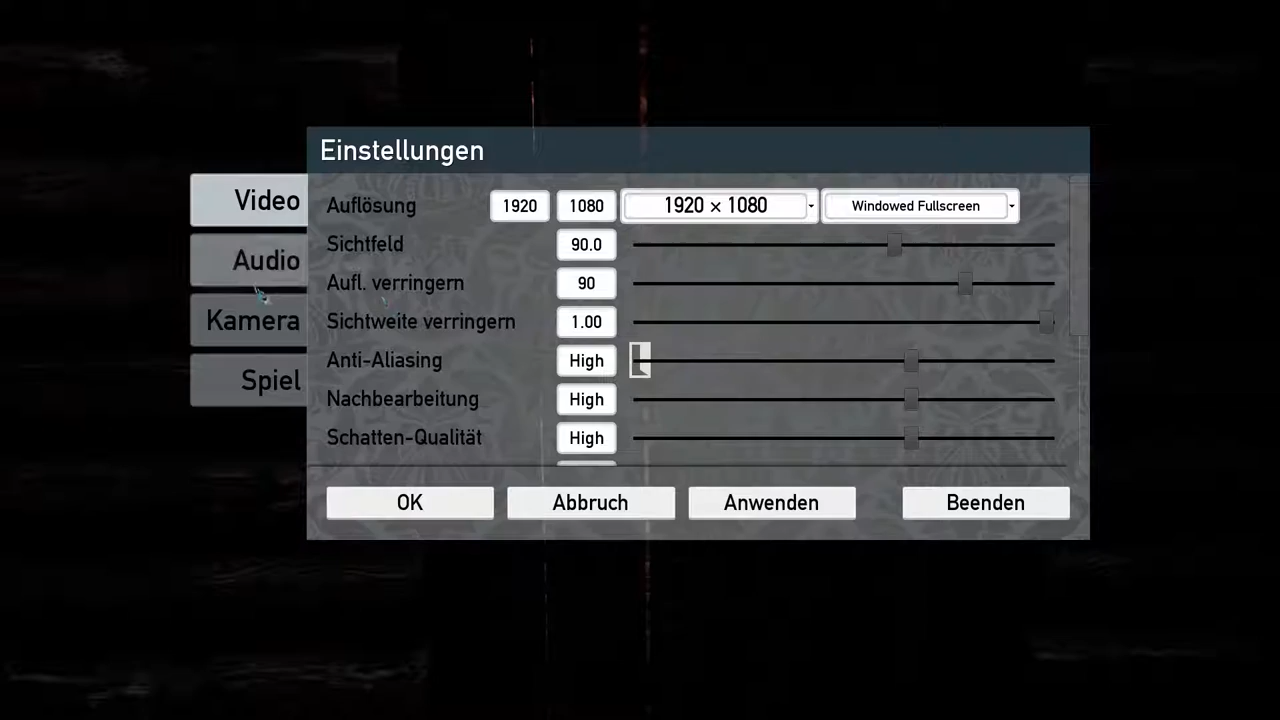 Einstellungen
Video
Audio
Kamera
Spiel
Auflösung 1920 1080 1920 × 1080 Windowed Fullscreen
Sichtfeld 90.0
Aufl. verringern 90
Sichtweite verringern 1.00
Anti-Aliasing High
Nachbearbeitung High
Schatten-Qualität High
OK Abbruch Anwenden Beenden